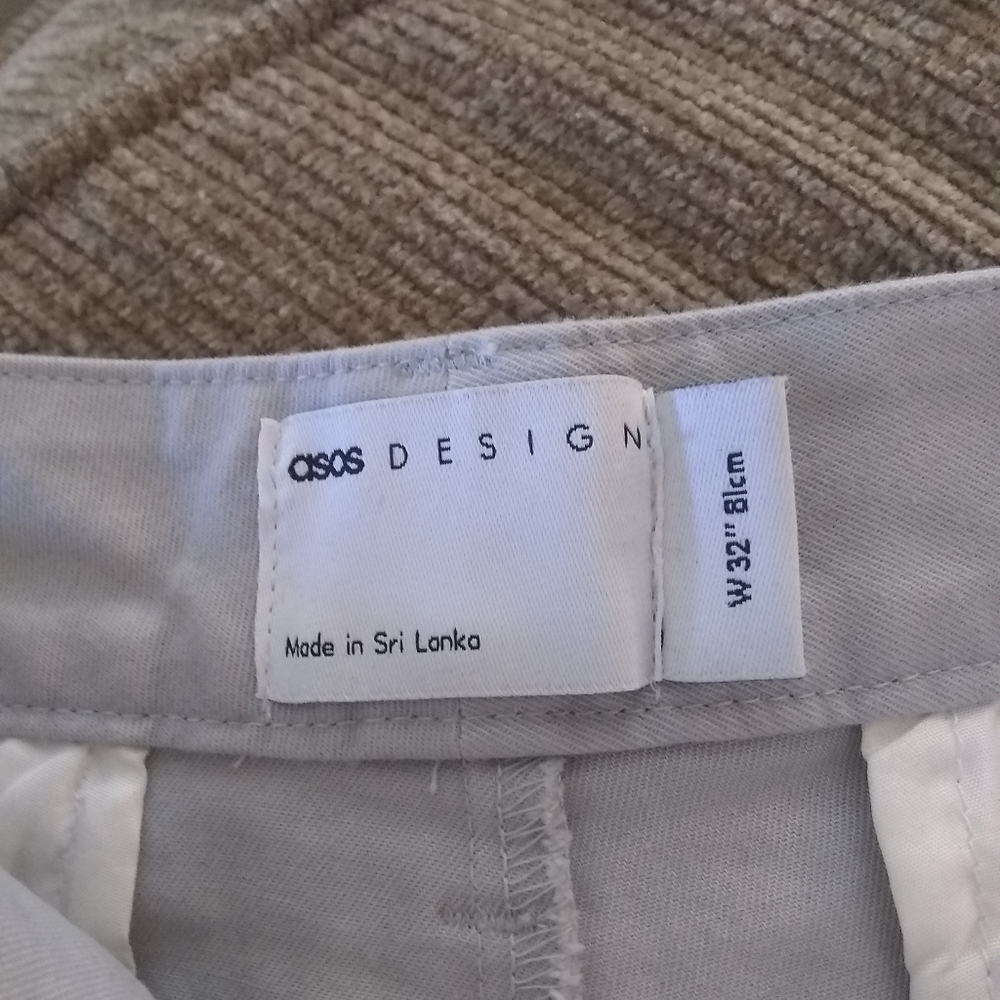 asos DESIGN
Made in Sri Lanka
W 32" 81cm